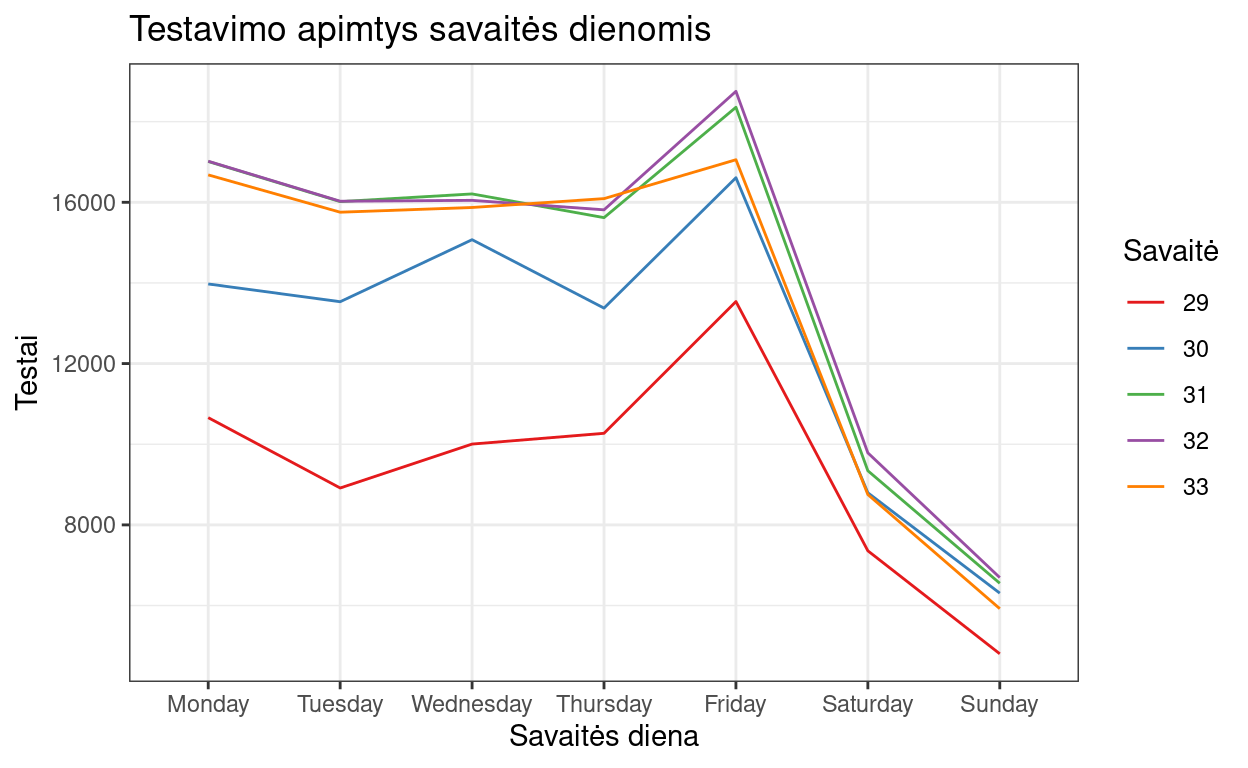 Testavimo apimtys savaitės dienomis
Testai
16000
12000
8000
Monday Tuesday Wednesday Thursday Friday Saturday Sunday
Savaitės diena
Savaitė
29
30
31
32
33